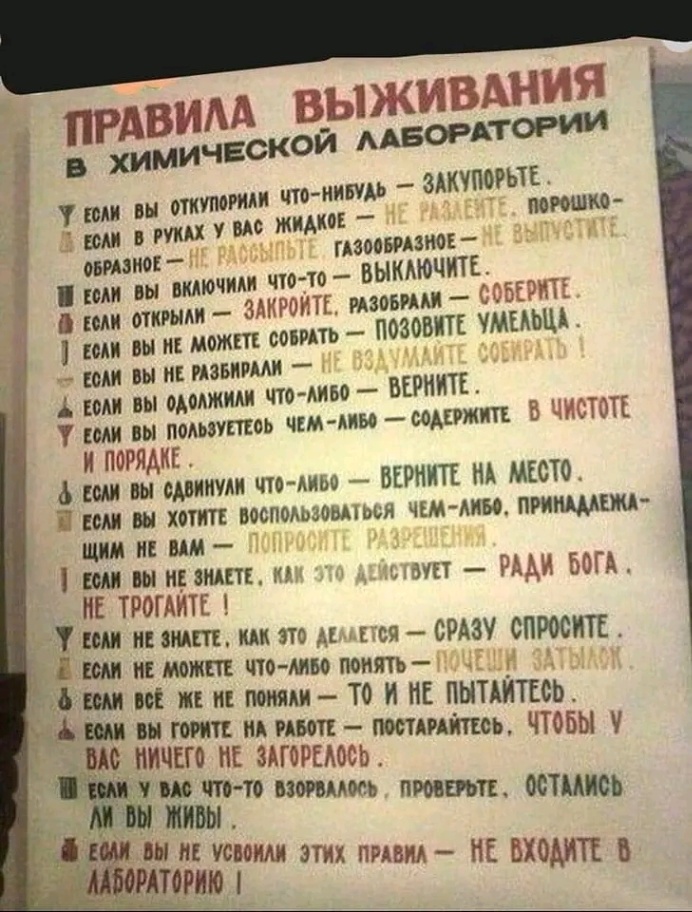 ПРАВИЛА ВЫЖИВАНИЯ
В ХИМИЧЕСКОЙ ЛАБОРАТОРИИ
ЕСЛИ ВЫ ОТКУПОРИЛИ ЧТО-НИБУДЬ — ЗАКУПОРЬТЕ.
ЕСЛИ В РУКАХ У ВАС ЖИДКОЕ — НЕ РАЗЛЕЙТЕ, ПОРОШКО-
ОБРАЗНОЕ — НЕ РАССЫПЬТЕ, ГАЗООБРАЗНОЕ — НЕ ВЫПУСТИТЕ.
ЕСЛИ ВЫ ВКЛЮЧИЛИ ЧТО-ТО — ВЫКЛЮЧИТЕ.
ЕСЛИ ОТКРЫЛИ — ЗАКРОЙТЕ, РАЗОБРАЛИ — СОБЕРИТЕ.
ЕСЛИ ВЫ НЕ МОЖЕТЕ СОБРАТЬ — ПОЗОВИТЕ УМЕЛЬЦА.
ЕСЛИ ВЫ НЕ РАЗБИРАЛИ — НЕ ВЗДУМАЙТЕ СОБИРАТЬ!
ЕСЛИ ВЫ ОДОЛЖИЛИ ЧТО-ЛИБО — ВЕРНИТЕ.
ЕСЛИ ВЫ ПОЛЬЗУЕТЕСЬ ЧЕМ-ЛИБО — СОДЕРЖИТЕ В ЧИСТОТЕ
И ПОРЯДКЕ.
ЕСЛИ ВЫ СДВИНУЛИ ЧТО-ЛИБО — ВЕРНИТЕ НА МЕСТО.
ЕСЛИ ВЫ ХОТИТЕ ВОСПОЛЬЗОВАТЬСЯ ЧЕМ-ЛИБО, ПРИНАДЛЕЖА-
ЩИМ НЕ ВАМ — ПОПРОСИТЕ РАЗРЕШЕНИЯ.
ЕСЛИ ВЫ НЕ ЗНАЕТЕ, КАК ЭТО ДЕЙСТВУЕТ — РАДИ БОГА,
НЕ ТРОГАЙТЕ!
ЕСЛИ НЕ ЗНАЕТЕ, КАК ЭТО ДЕЛАЕТСЯ — СРАЗУ СПРОСИТЕ.
ЕСЛИ НЕ МОЖЕТЕ ЧТО-ЛИБО ПОНЯТЬ — ПОЧЕШИ ЗАТЫЛОК.
ЕСЛИ ВСЁ ЖЕ НЕ ПОНЯЛИ — ТО И НЕ ПЫТАЙТЕСЬ.
ЕСЛИ ВЫ ГОРИТЕ НА РАБОТЕ — ПОСТАРАЙТЕСЬ, ЧТОБЫ У
ВАС НИЧЕГО НЕ ЗАГОРЕЛОСЬ.
ЕСЛИ У ВАС ЧТО-ТО ВЗОРВАЛОСЬ, ПРОВЕРЬТЕ, ОСТАЛИСЬ
ЛИ ВЫ ЖИВЫ.
ЕСЛИ ВЫ НЕ УСВОИЛИ ЭТИХ ПРАВИЛ — НЕ ВХОДИТЕ В
ЛАБОРАТОРИЮ!